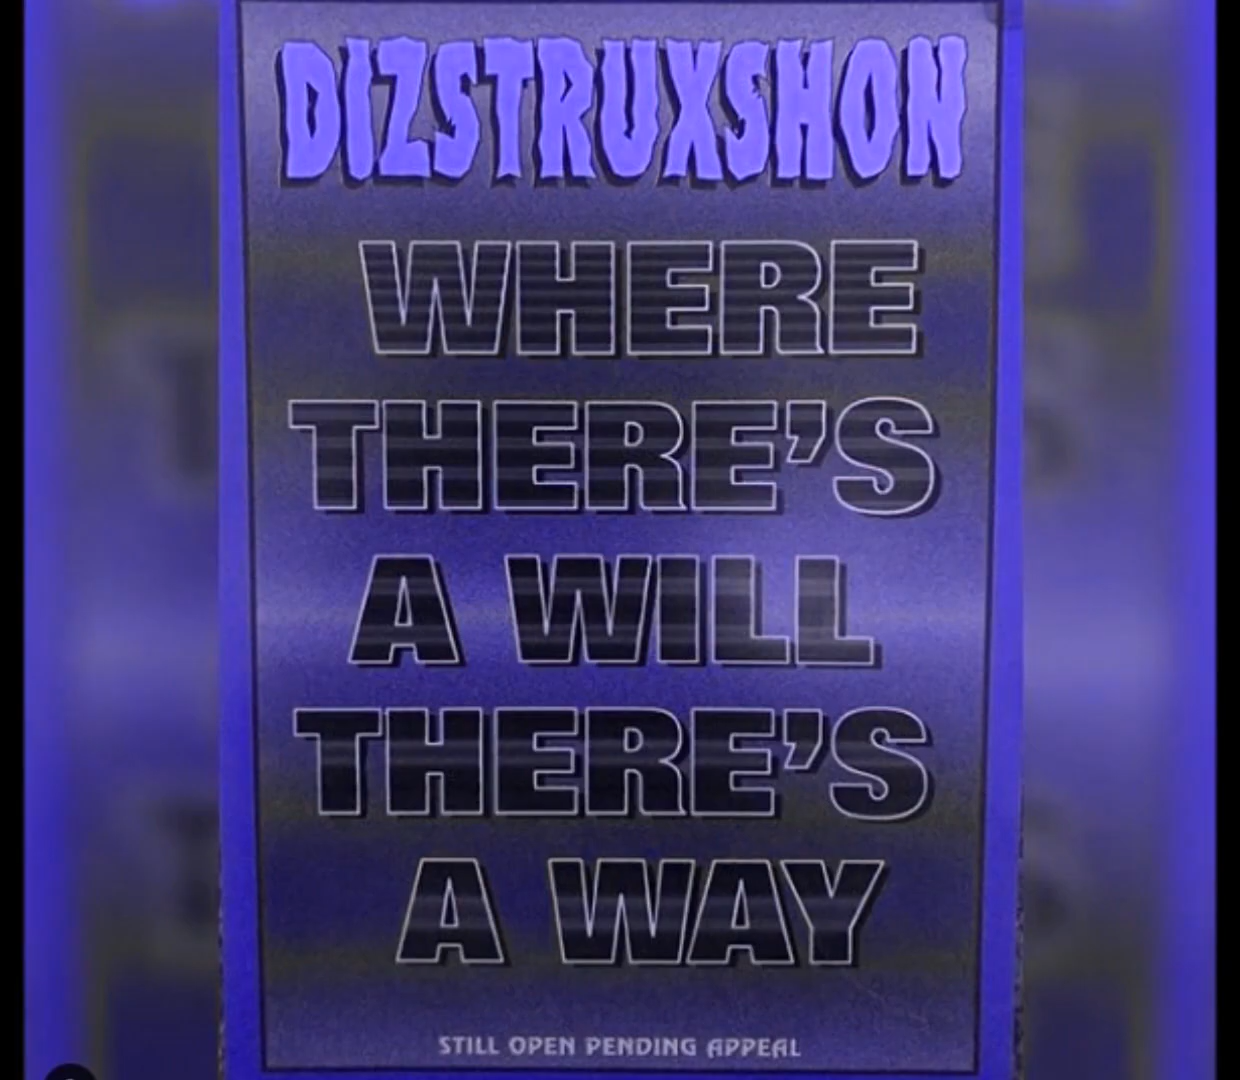 DIZSTRUXSHON
WHERE
THERE'S
A WILL
THERE'S
A WAY
STILL OPEN PENDING APPEAL